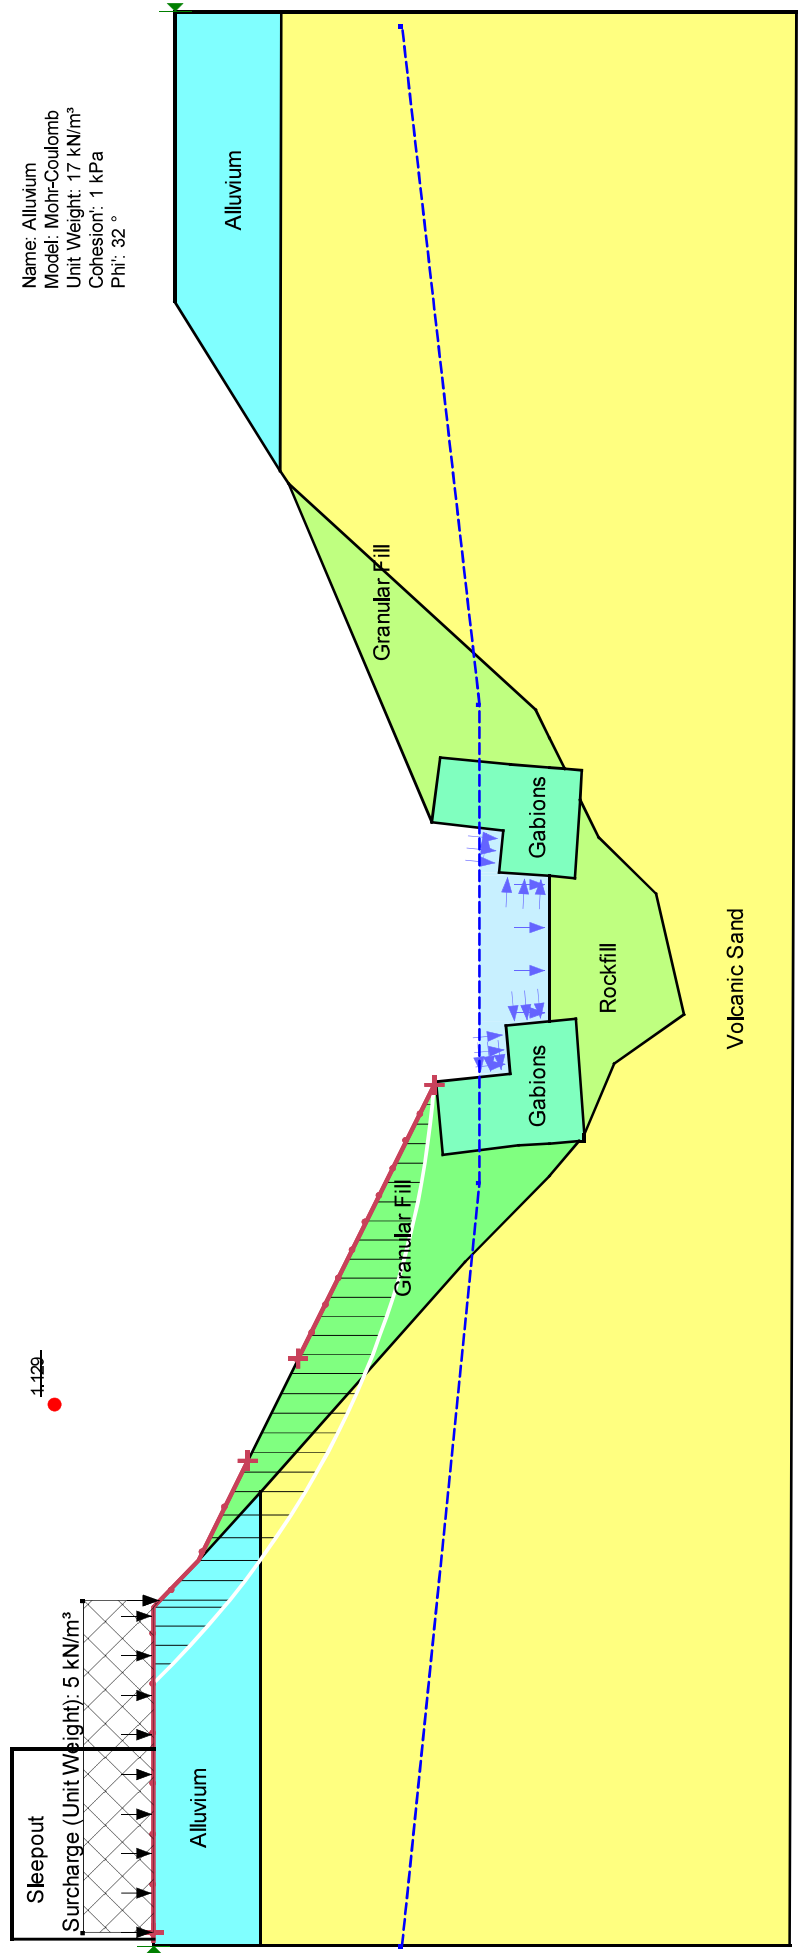 Name: Alluvium
Model: Mohr-Coulomb
Unit Weight: 17 kN/m³
Cohesion': 1 kPa
Phi': 32 °
1.129
Sleepout
Surcharge (Unit Weight): 5 kN/m³
Alluvium
Alluvium
Granular Fill
Granular Fill
Gabions
Gabions
Rockfill
Volcanic Sand